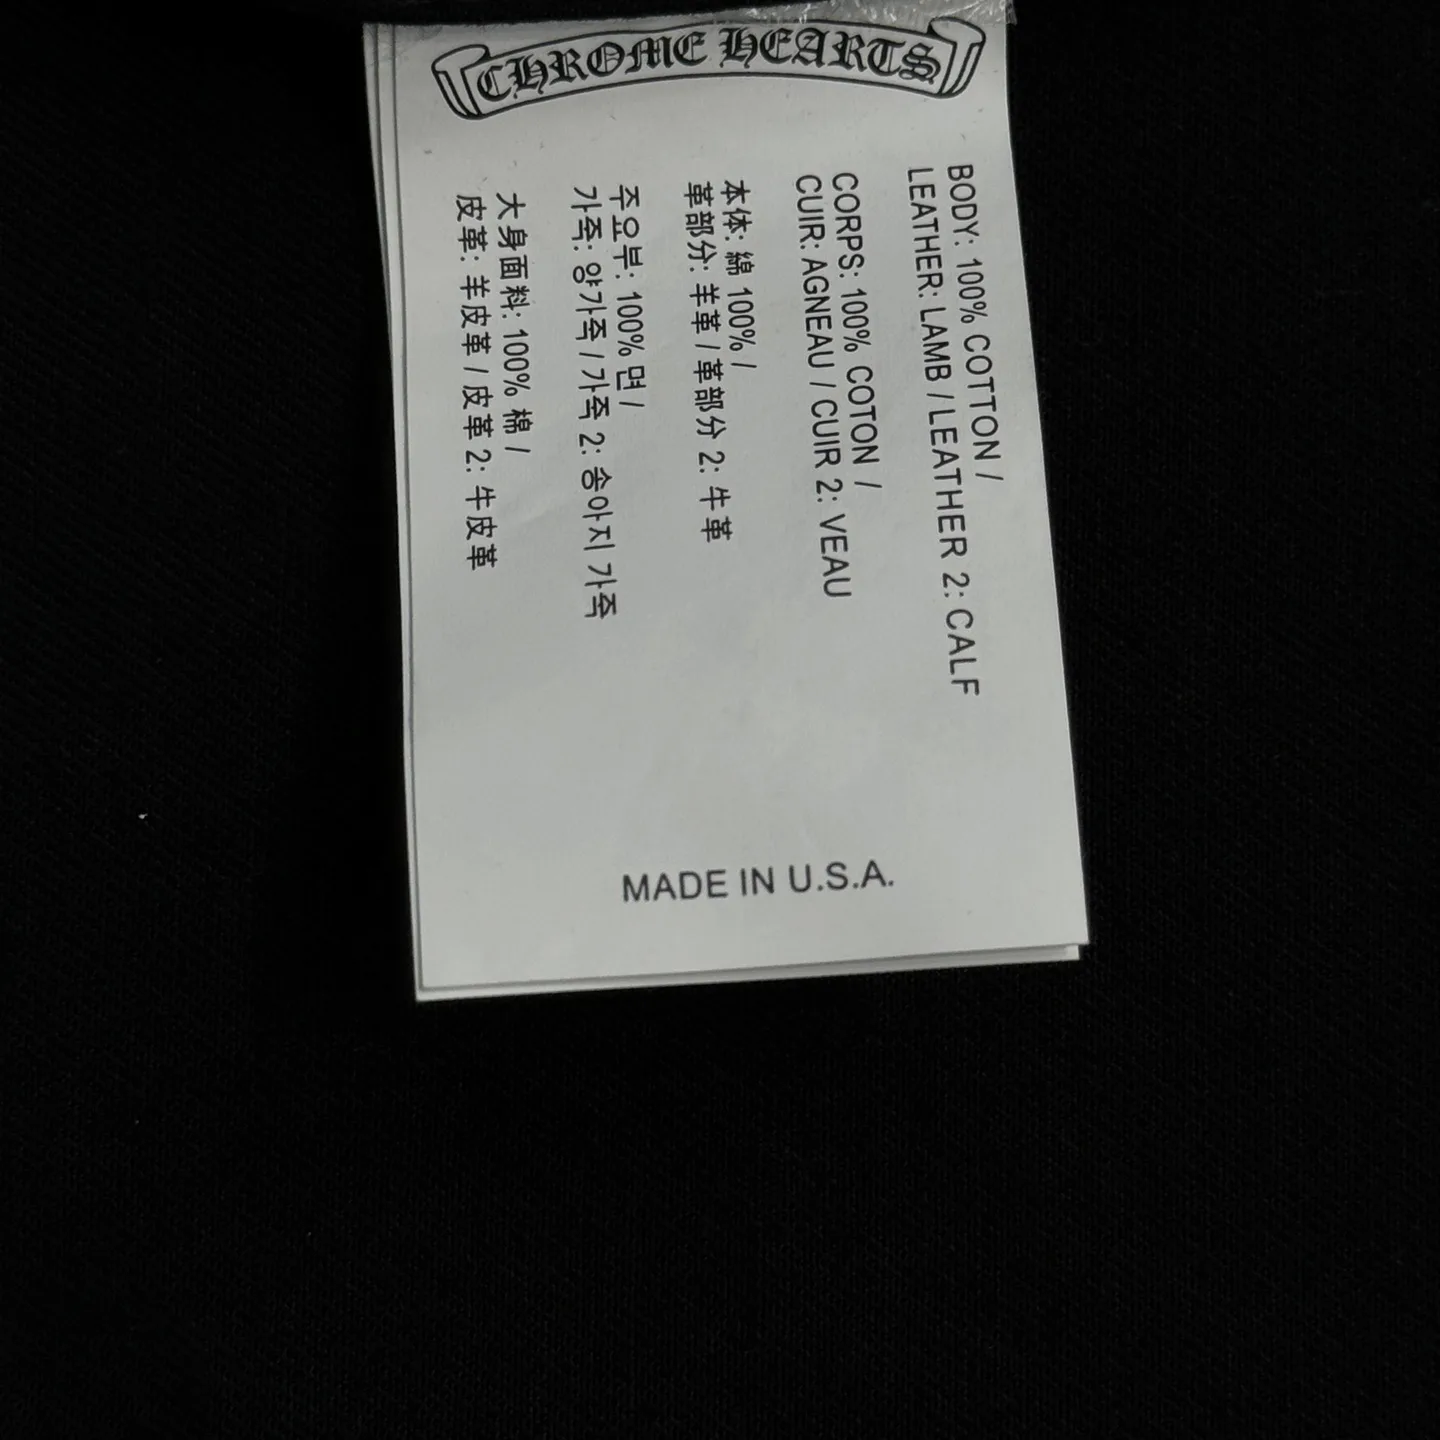 CHROME HEARTS
BODY: 100% COTTON /
LEATHER: LAMB / LEATHER 2: CALF
CORPS: 100% COTON /
CUIR: AGNEAU / CUIR 2: VEAU
本体: 綿 100% /
革部分: 羊革 / 革部分 2: 牛革
주요부: 100% 면 /
가죽: 양가죽 / 가죽 2: 송아지 가죽
大身面料: 100% 棉 /
皮革: 羊皮革 / 皮革 2: 牛皮革
MADE IN U.S.A.